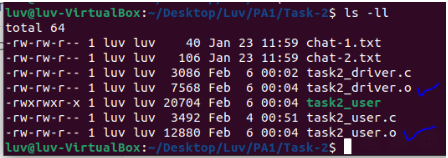 luv@luv-VirtualBox:~/Desktop/Luv/PA1/Task-2$ ls -ll
total 64
-rw-rw-r-- 1 luv luv    40 Jan 23 11:59 chat-1.txt
-rw-rw-r-- 1 luv luv   106 Jan 23 11:59 chat-2.txt
-rw-rw-r-- 1 luv luv  3086 Feb  6 00:02 task2_driver.c
-rw-rw-r-- 1 luv luv  7568 Feb  6 00:04 task2_driver.o
-rwxrwxr-x 1 luv luv 20704 Feb  6 00:04 task2_user
-rw-rw-r-- 1 luv luv  3492 Feb  4 00:51 task2_user.c
-rw-rw-r-- 1 luv luv 12880 Feb  6 00:04 task2_user.o
luv@luv-VirtualBox:~/Desktop/Luv/PA1/Task-2$